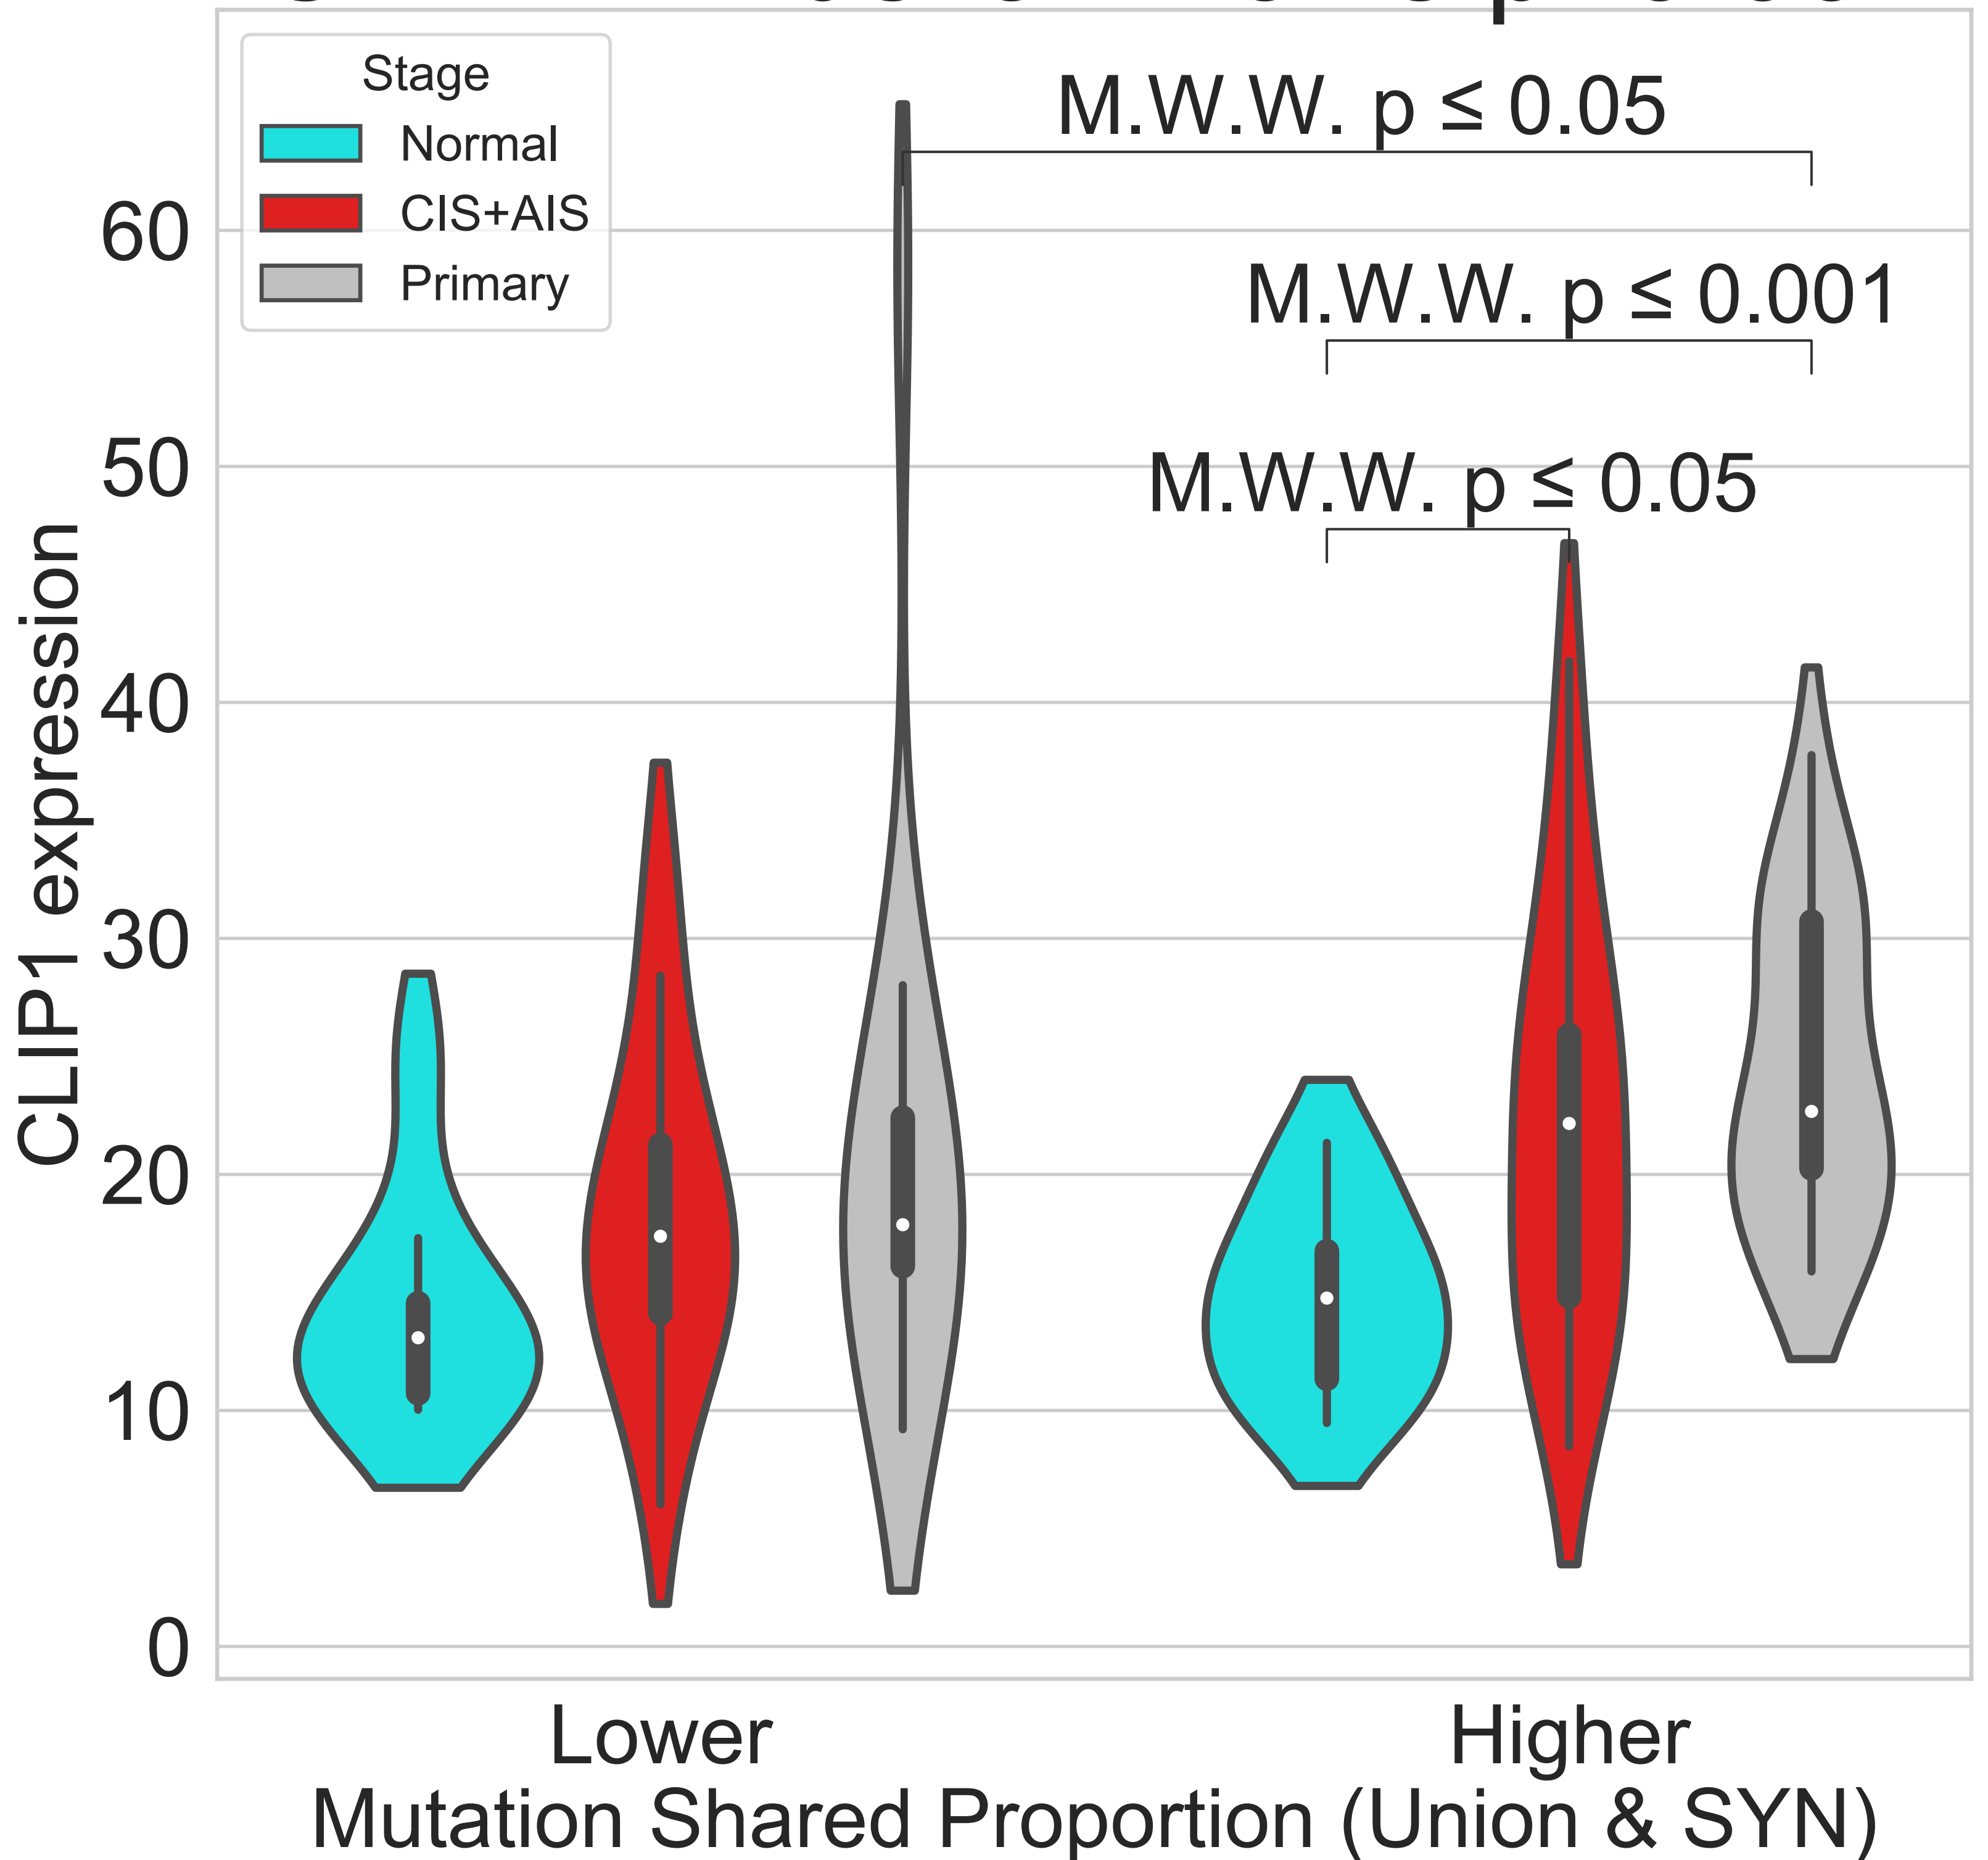 Stage
Normal
CIS+AIS
Primary
M.W.W. p ≤ 0.05
M.W.W. p ≤ 0.001
M.W.W. p ≤ 0.05
CLIP1 expression
60
50
40
30
20
10
0
Lower
Higher
Mutation Shared Proportion (Union & SYN)